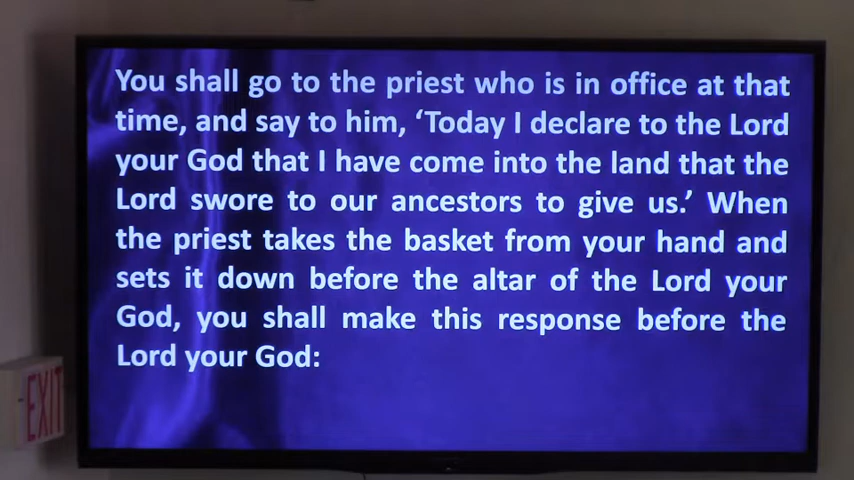 You shall go to the priest who is in office at that
time, and say to him, ‘Today I declare to the Lord
your God that I have come into the land that the
Lord swore to our ancestors to give us.’ When
the priest takes the basket from your hand and
sets it down before the altar of the Lord your
God, you shall make this response before the
Lord your God:
EXIT